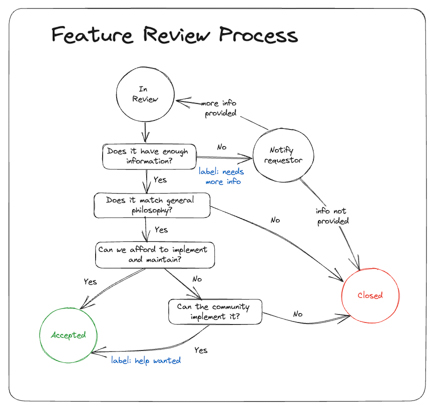 Feature Review Process
In
Review
more info
provided
Does it have enough
information?
No
Notify
requestor
label: needs
more info
Yes
Does it match general
philosophy?
No
info not
provided
Yes
Can we afford to implement
and maintain?
Yes
No
Closed
Can the community
implement it?
No
Accepted
Yes
label: help wanted